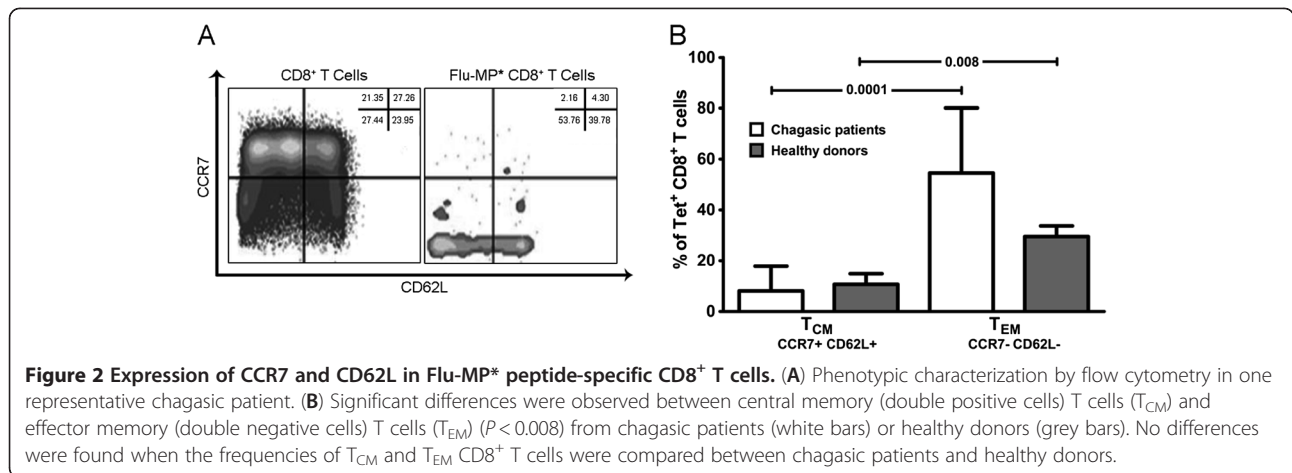 A
CD8⁺ T Cells
Flu-MP* CD8⁺ T Cells
21.35 27.26
27.44 23.95
2.16 4.30
53.76 39.78
CCR7
CD62L
B
100
80
60
40
20
0
% of Tet⁺ CD8⁺ T cells
0.008
0.0001
Chagasic patients
Healthy donors
T_CM
CCR7+ CD62L+
T_EM
CCR7- CD62L-
Figure 2 Expression of CCR7 and CD62L in Flu-MP* peptide-specific CD8⁺ T cells. (A) Phenotypic characterization by flow cytometry in one
representative chagasic patient. (B) Significant differences were observed between central memory (double positive cells) T cells (T_CM) and
effector memory (double negative cells) T cells (T_EM) (P < 0.008) from chagasic patients (white bars) or healthy donors (grey bars). No differences
were found when the frequencies of T_CM and T_EM CD8⁺ T cells were compared between chagasic patients and healthy donors.